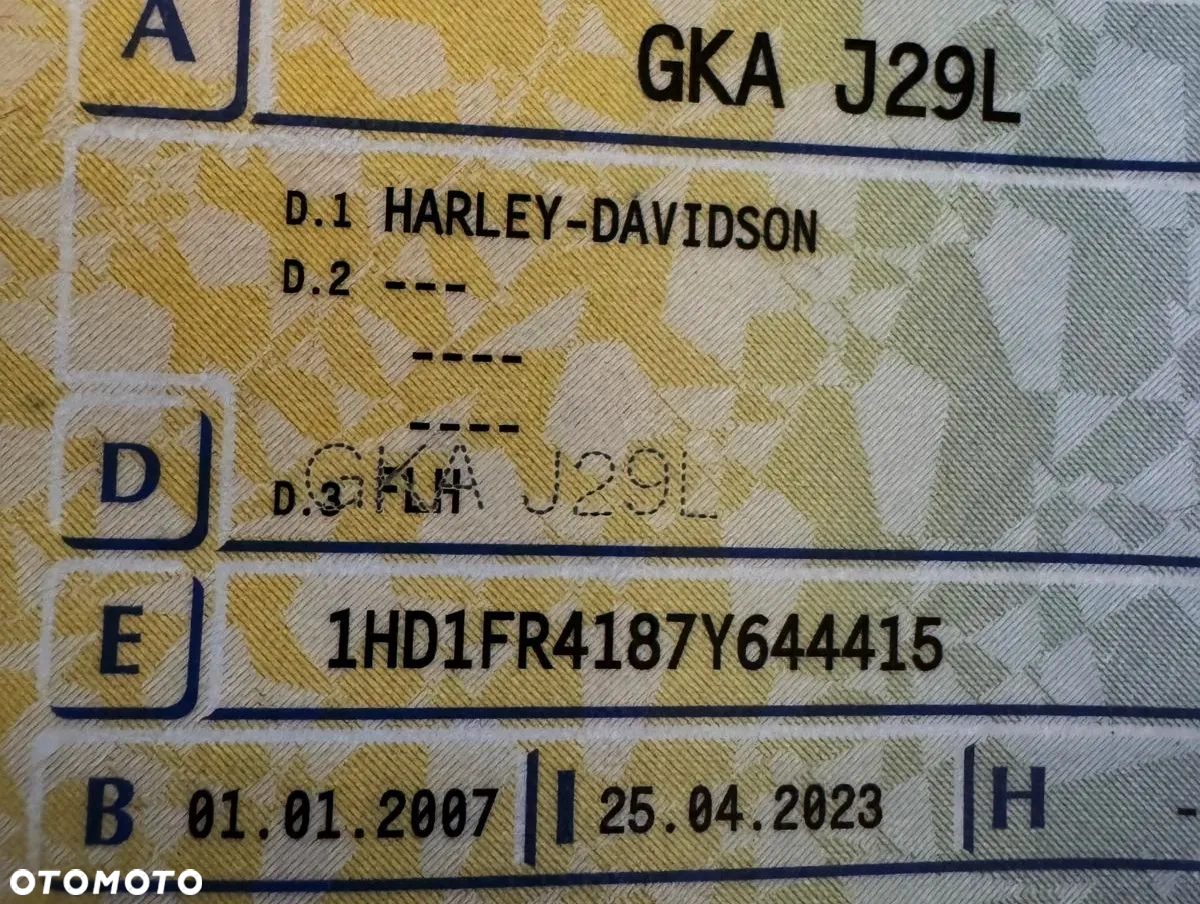 A GKA J29L
D.1 HARLEY-DAVIDSON
D.2 ---
----
----
GKA J29L
D D.3 FLH
E 1HD1FR4187Y644415
B 01.01.2007 I 25.04.2023 H -
OTOMOTO